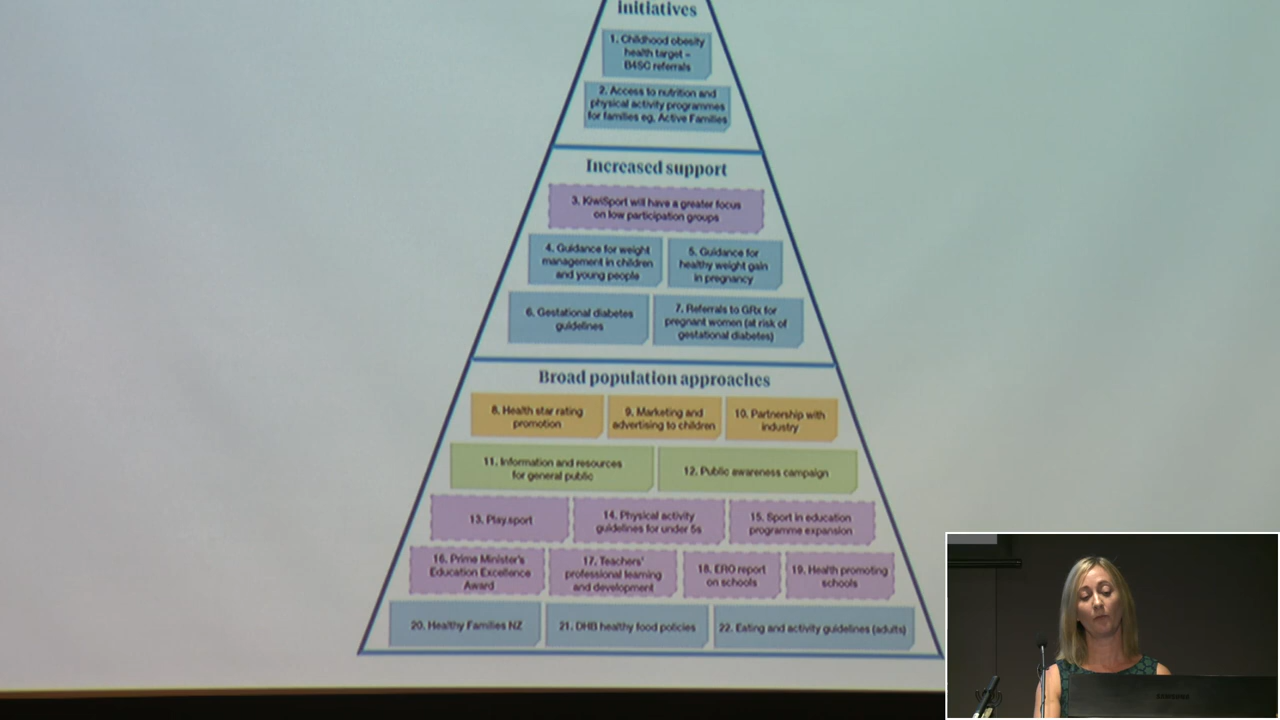 initiatives
1. Childhood obesity
health target –
B4SC referrals
2. Access to nutrition and
physical activity programmes
for families eg, Active Families
Increased support
3. KiwiSport will have a greater focus
on low participation groups
4. Guidance for weight
management in children
and young people
5. Guidance for
healthy weight gain
in pregnancy
6. Gestational diabetes
guidelines
7. Referrals to GRx for
pregnant women (at risk of
gestational diabetes)
Broad population approaches
8. Health star rating
promotion
9. Marketing and
advertising to children
10. Partnership with
industry
11. Information and resources
for general public
12. Public awareness campaign
13. Play.sport
14. Physical activity
guidelines for under 5s
15. Sport in education
programme expansion
16. Prime Minister's
Education Excellence
Award
17. Teachers'
professional learning
and development
18. ERO report
on schools
19. Health promoting
schools
20. Healthy Families NZ
21. DHB healthy food policies
22. Eating and activity guidelines (adults)
SAMSUNG